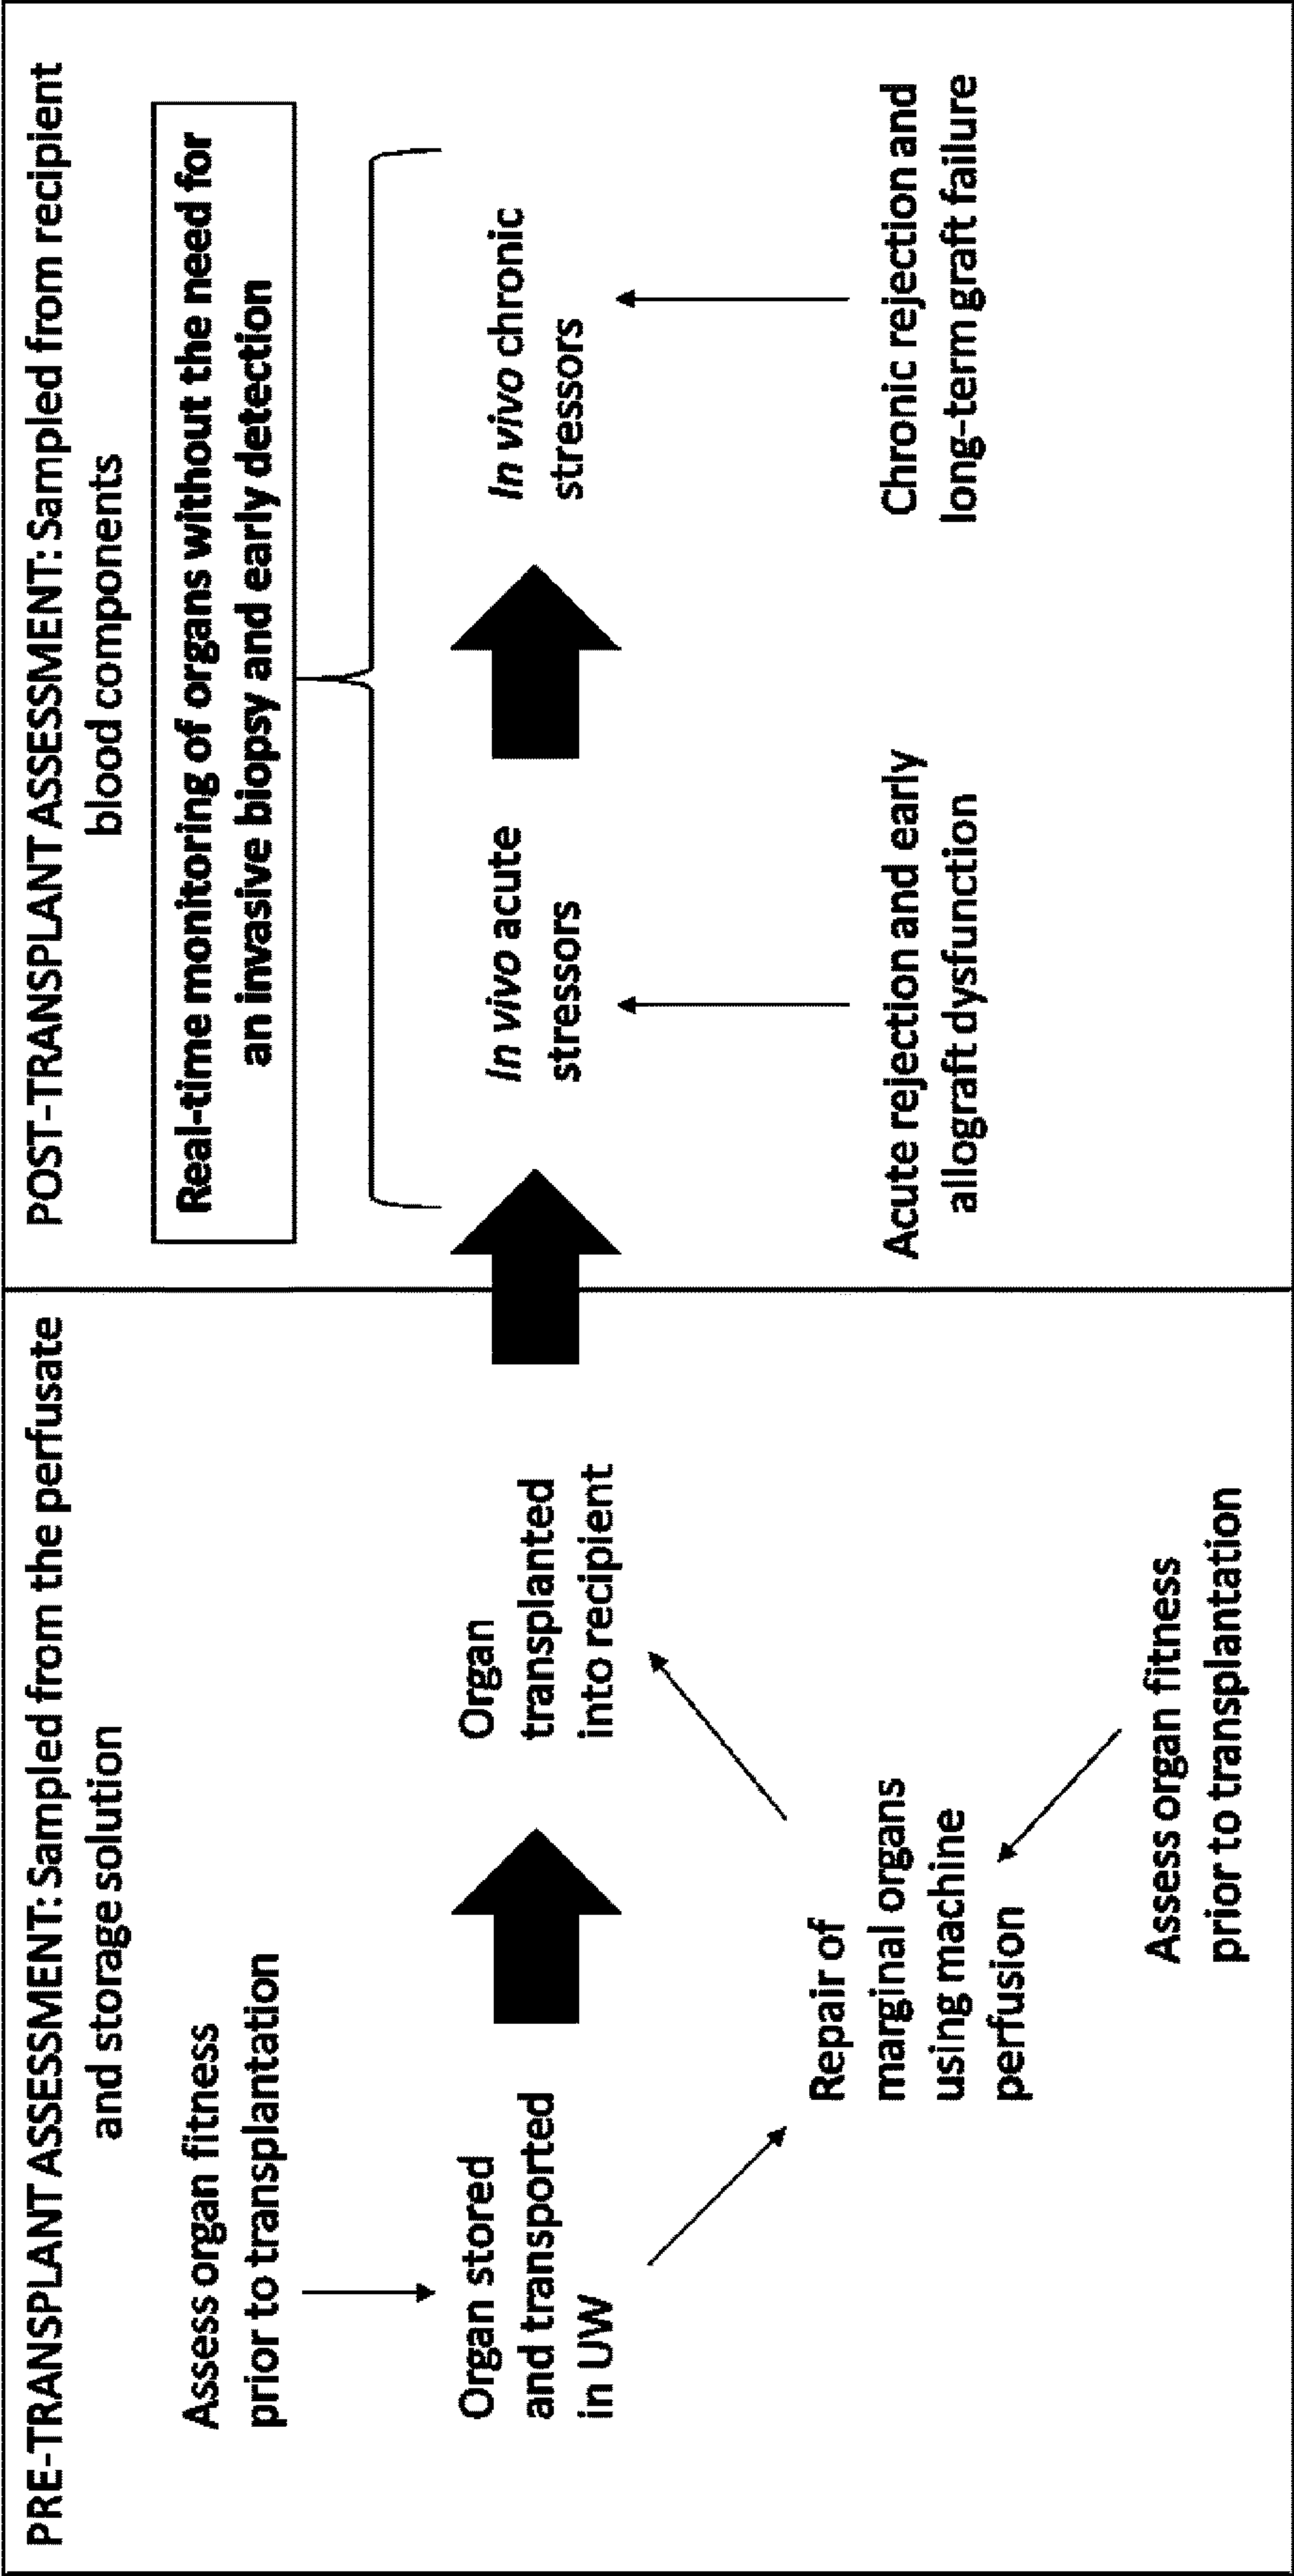 PRE-TRANSPLANT ASSESSMENT: Sampled from the perfusate
and storage solution
Assess organ fitness
prior to transplantation
Organ stored
and transported
in UW
Organ
transplanted
into recipient
Repair of
marginal organs
using machine
perfusion
Assess organ fitness
prior to transplantation
POST-TRANSPLANT ASSESSMENT: Sampled from recipient
blood components
Real-time monitoring of organs without the need for
an invasive biopsy and early detection
In vivo acute
stressors
In vivo chronic
stressors
Acute rejection and early
allograft dysfunction
Chronic rejection and
long-term graft failure